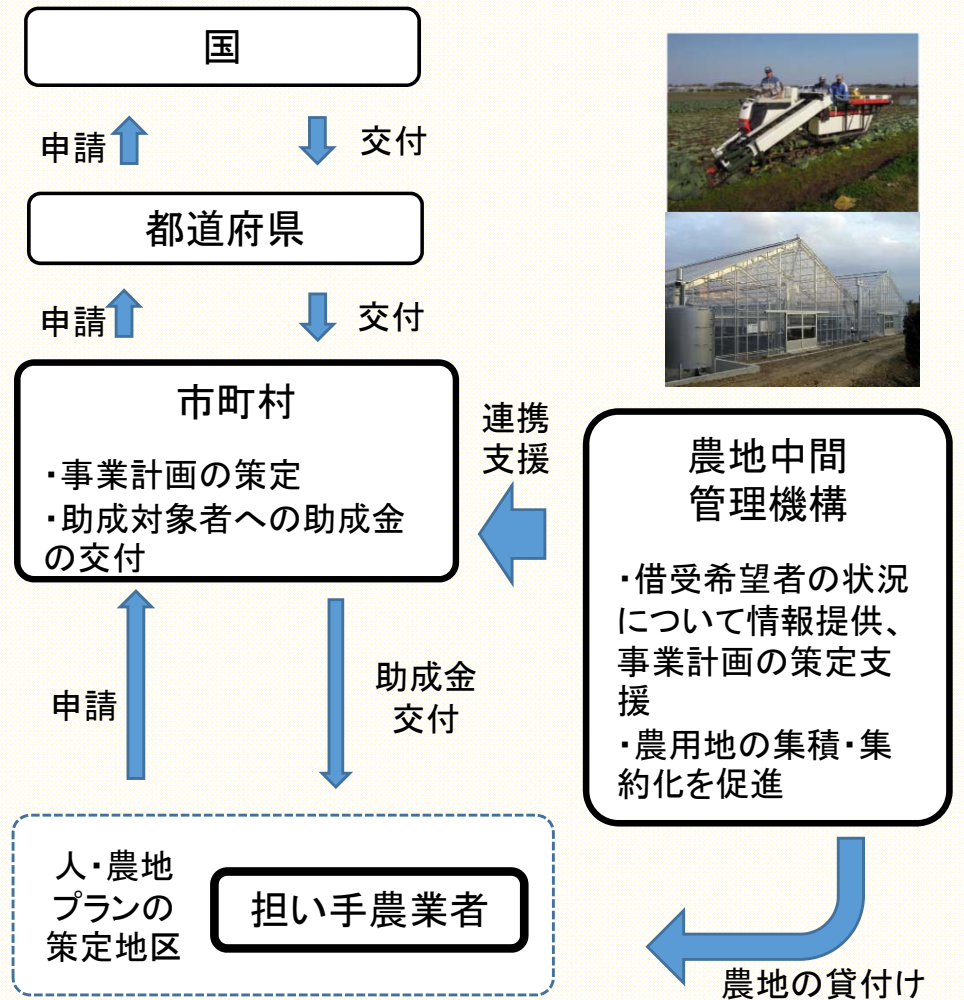 国
申請
交付
都道府県
申請
交付
市町村
・事業計画の策定
・助成対象者への助成金
の交付
連携
支援
農地中間
管理機構
・借受希望者の状況
について情報提供、
事業計画の策定支
援
・農用地の集積・集
約化を促進
申請
助成金
交付
人・農地
プランの
策定地区
担い手農業者
農地の貸付け